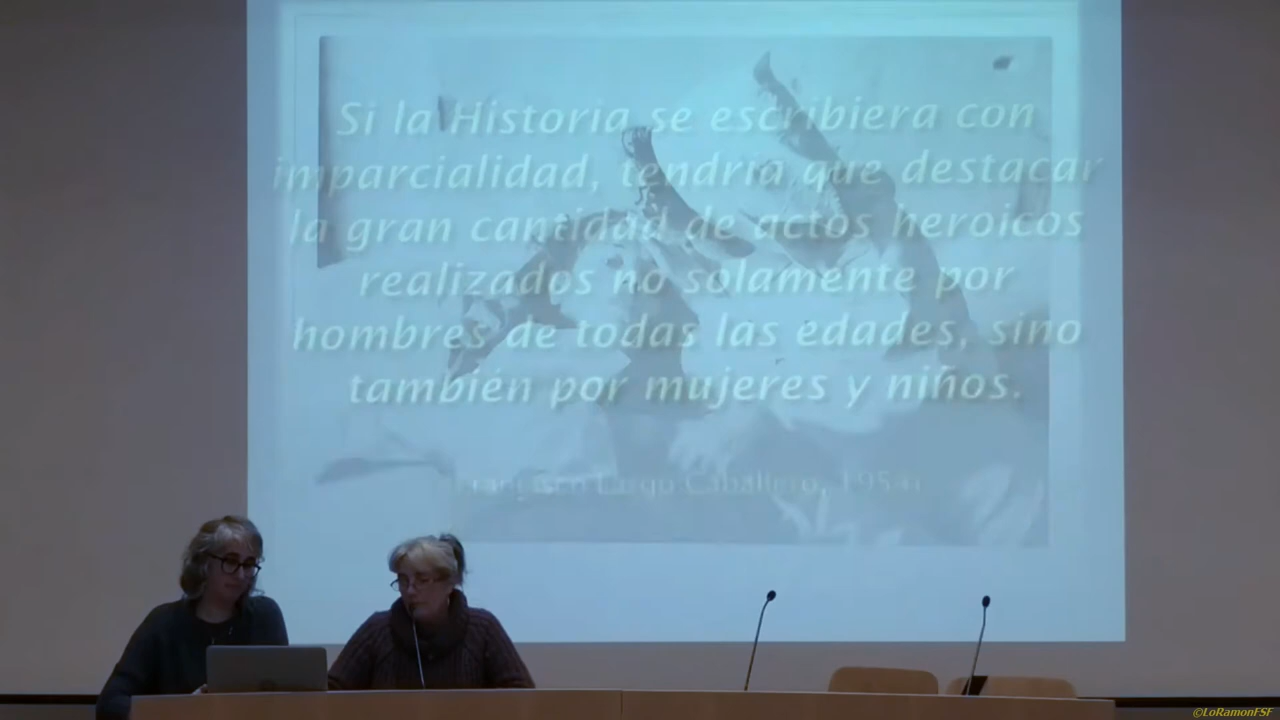 Si la Historia se escribiera con
imparcialidad, tendría que destacar
la gran cantidad de actos heroicos
realizados no solamente por
hombres de todas las edades, sino
también por mujeres y niños.
Francisco Largo Caballero, 1954
©LoRamonFSF